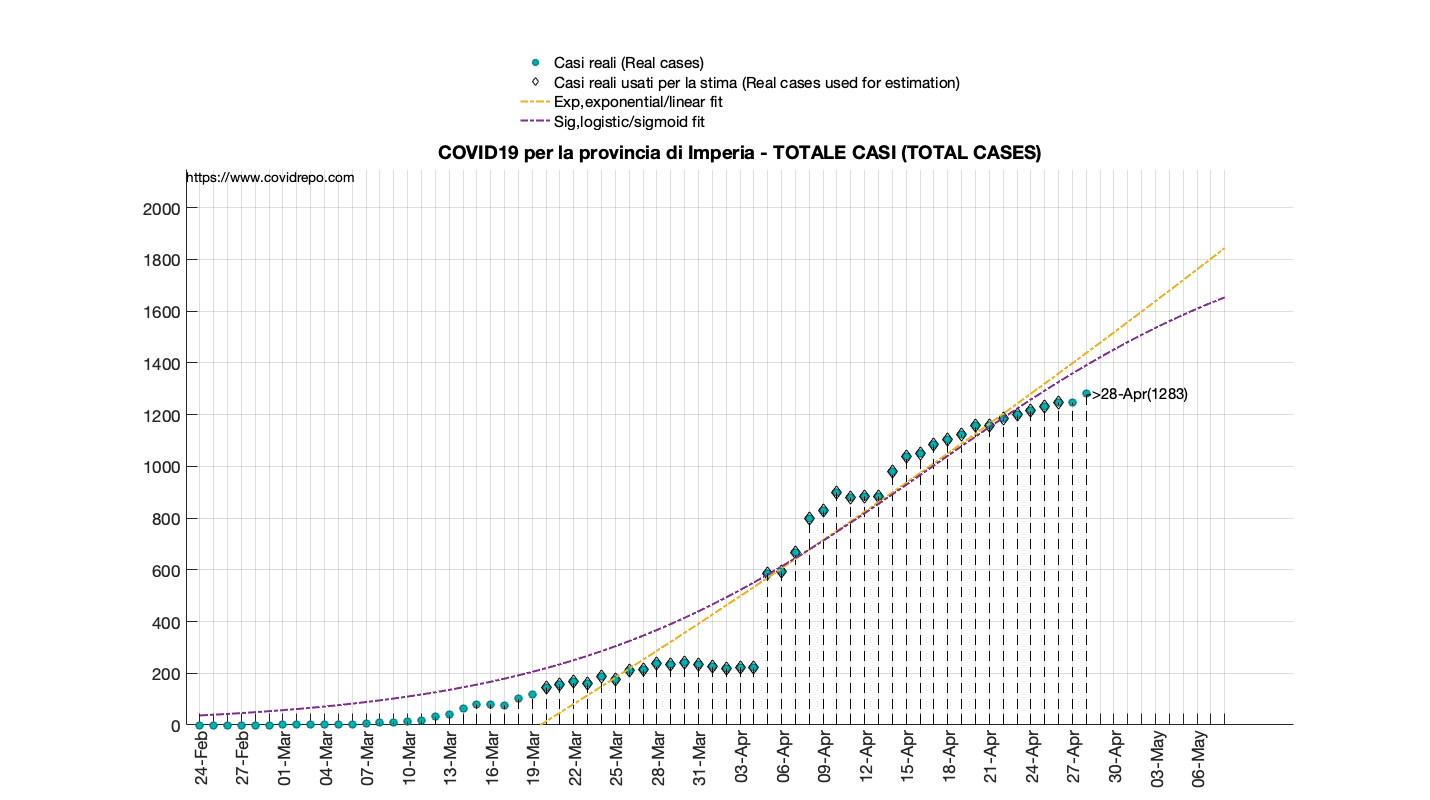 Casi reali (Real cases)
Casi reali usati per la stima (Real cases used for estimation)
Exp,exponential/linear fit
Sig,logistic/sigmoid fit
COVID19 per la provincia di Imperia - TOTALE CASI (TOTAL CASES)
https://www.covidrepo.com
2000
1800
1600
1400
1200
1000
800
600
400
200
0
->28-Apr(1283)
24-Feb
27-Feb
01-Mar
04-Mar
07-Mar
10-Mar
13-Mar
16-Mar
19-Mar
22-Mar
25-Mar
28-Mar
31-Mar
03-Apr
06-Apr
09-Apr
12-Apr
15-Apr
18-Apr
21-Apr
24-Apr
27-Apr
30-Apr
03-May
06-May